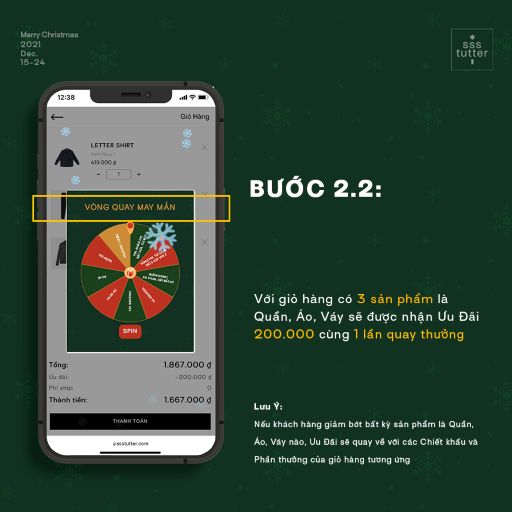 Merry Christmas
2021
Dec.
15-24
sss
tutter
12:38
Giỏ Hàng
LETTER SHIRT
419.000 ₫
- 1 +
VÒNG QUAY MAY MẮN
SPIN
Tổng: 1.867.000 ₫
Ưu đãi: -200.000 ₫
Phí ship: 0
Thành tiền: 1.667.000 ₫
THANH TOÁN
ssstutter.com
BƯỚC 2.2:
Với giỏ hàng có 3 sản phẩm là
Quần, Áo, Váy sẽ được nhận Ưu Đãi
200.000 cùng 1 lần quay thưởng
Lưu Ý:
Nếu khách hàng giảm bớt bất kỳ sản phẩm là Quần,
Áo, Váy nào, Ưu Đãi sẽ quay về với các Chiết khấu và
Phần thưởng của giỏ hàng tương ứng